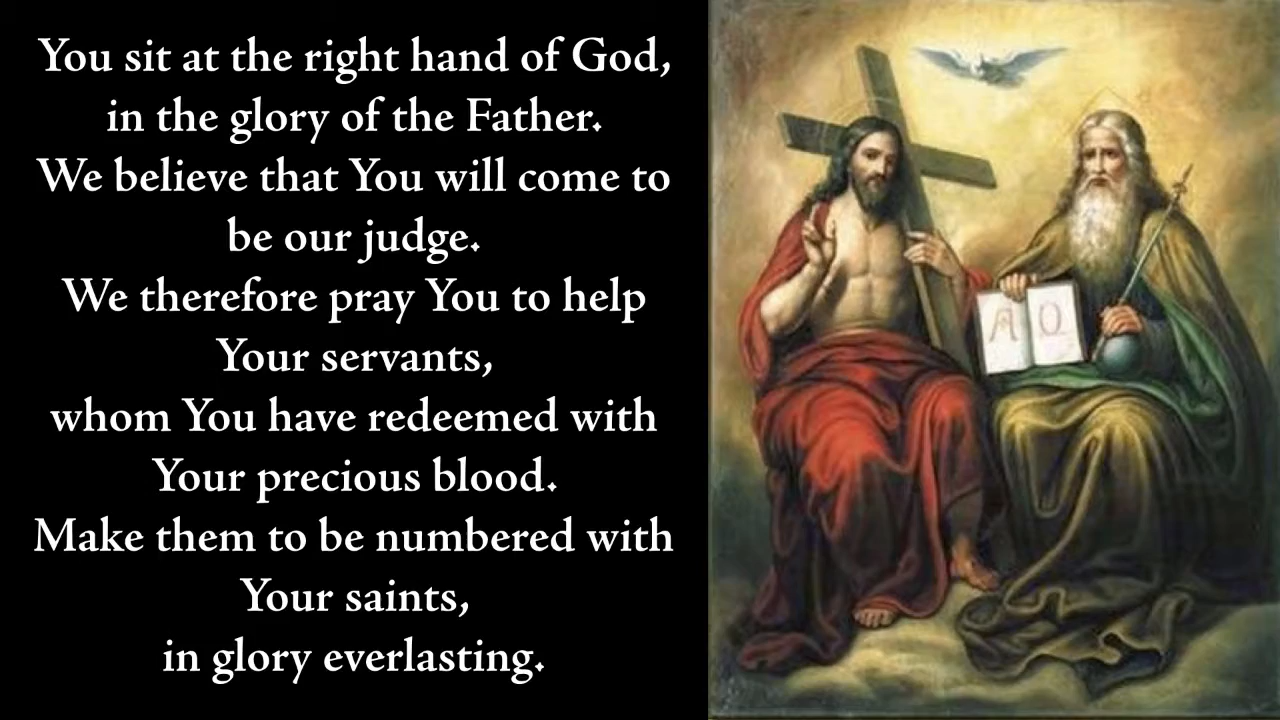 You sit at the right hand of God,
in the glory of the Father.
We believe that You will come to
be our judge.
We therefore pray You to help
Your servants,
whom You have redeemed with
Your precious blood.
Make them to be numbered with
Your saints,
in glory everlasting.
Α Ω